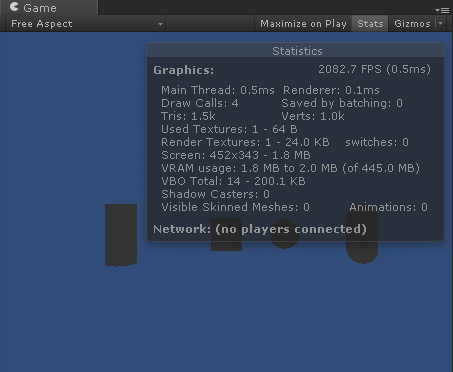 Game
Free Aspect Maximize on Play Stats Gizmos
Statistics
Graphics: 2082.7 FPS (0.5ms)
Main Thread: 0.5ms Renderer: 0.1ms
Draw Calls: 4 Saved by batching: 0
Tris: 1.5k Verts: 1.0k
Used Textures: 1 - 64 B
Render Textures: 1 - 24.0 KB switches: 0
Screen: 452x343 - 1.8 MB
VRAM usage: 1.8 MB to 2.0 MB (of 445.0 MB)
VBO Total: 14 - 200.1 KB
Shadow Casters: 0
Visible Skinned Meshes: 0 Animations: 0
Network: (no players connected)